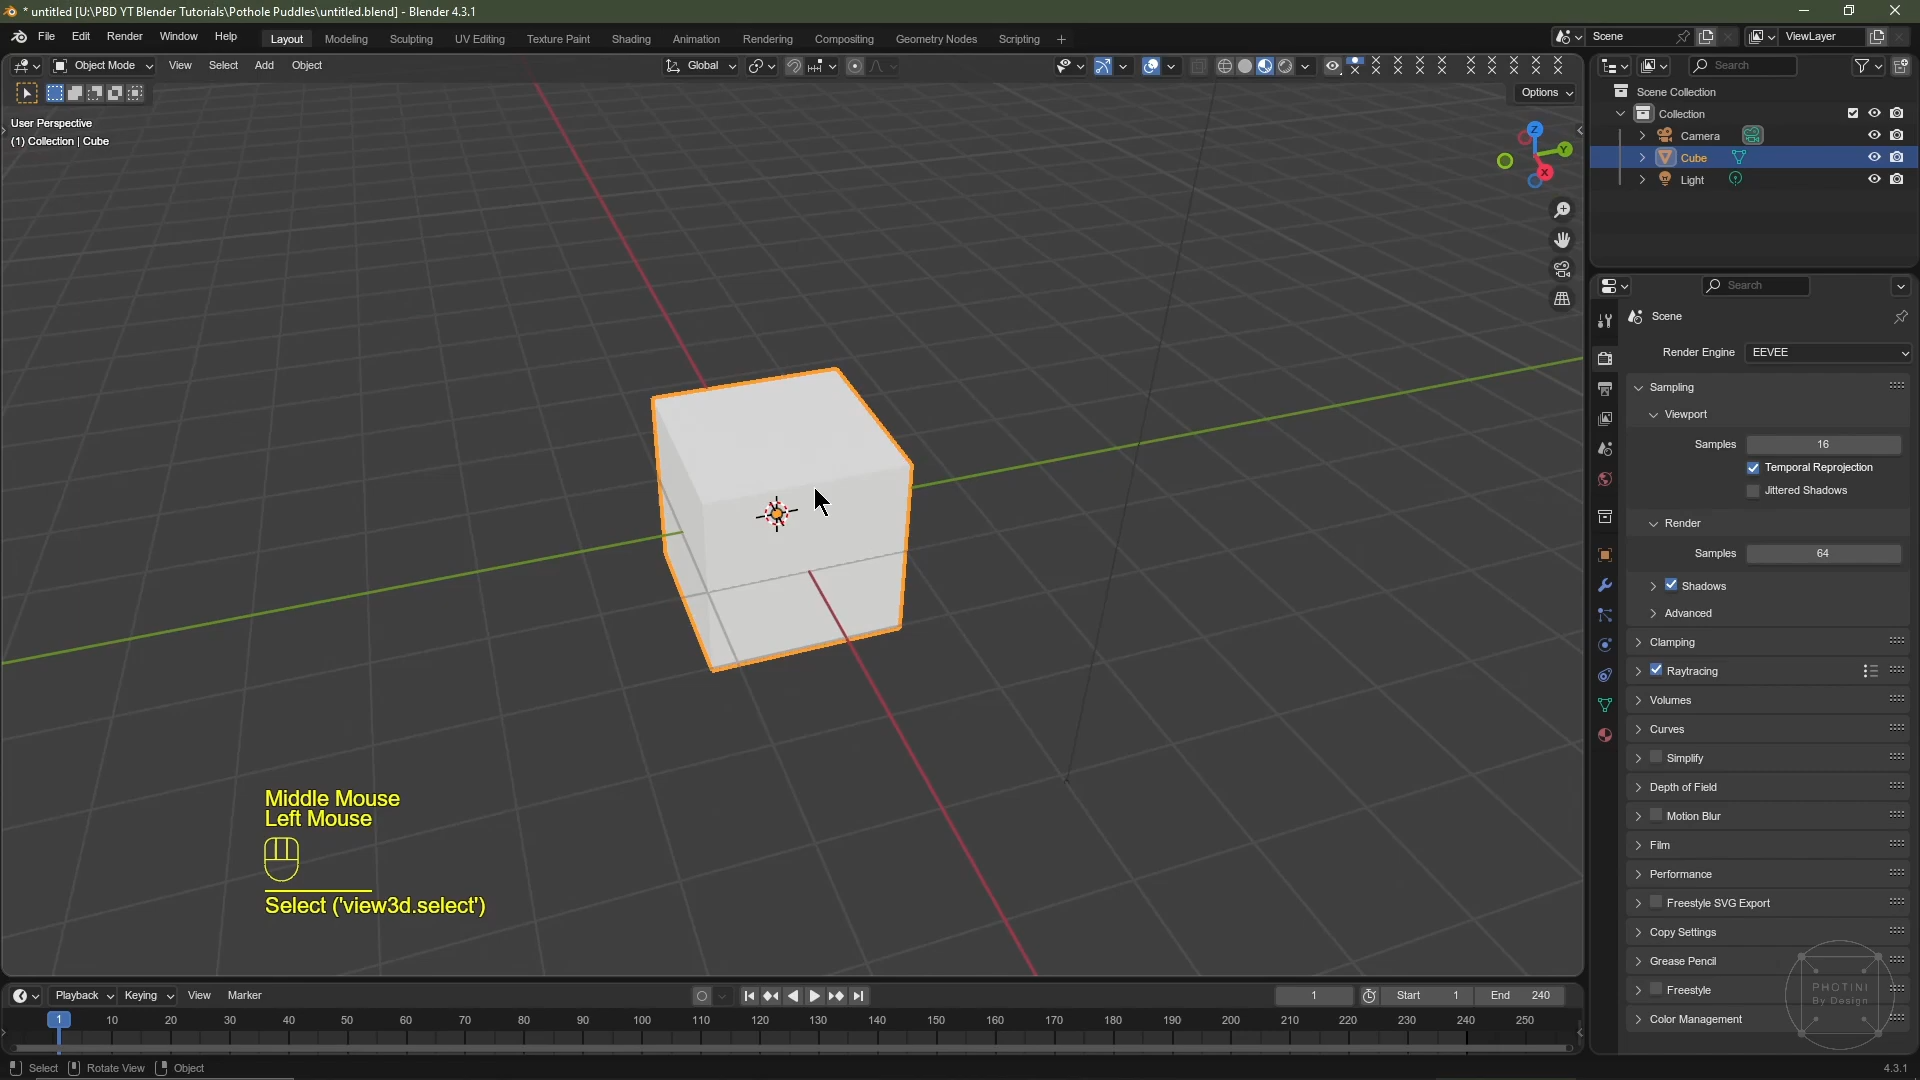 * untitled [U:\PBD YT Blender Tutorials\Pothole Puddles\untitled.blend] - Blender 4.3.1
File Edit Render Window Help Layout Modeling Sculpting UV Editing Texture Paint Shading Animation Rendering Compositing Geometry Nodes Scripting + Scene ViewLayer
Object Mode View Select Add Object Global Search
Options
User Perspective
(1) Collection | Cube
Z
Y
X
Scene Collection
Collection
Camera
Cube
Light
Search
Scene
Render Engine EEVEE
Sampling
Viewport
Samples 16
Temporal Reprojection
Jittered Shadows
Render
Samples 64
Shadows
Advanced
Clamping
Raytracing
Volumes
Curves
Simplify
Depth of Field
Motion Blur
Film
Performance
Freestyle SVG Export
Copy Settings
Grease Pencil
Freestyle
Color Management
PHOTINI
By Design
Middle Mouse
Left Mouse
Select ('view3d.select')
Playback Keying View Marker 1 Start 1 End 240
1 10 20 30 40 50 60 70 80 90 100 110 120 130 140 150 160 170 180 190 200 210 220 230 240 250
Select Rotate View Object 4.3.1